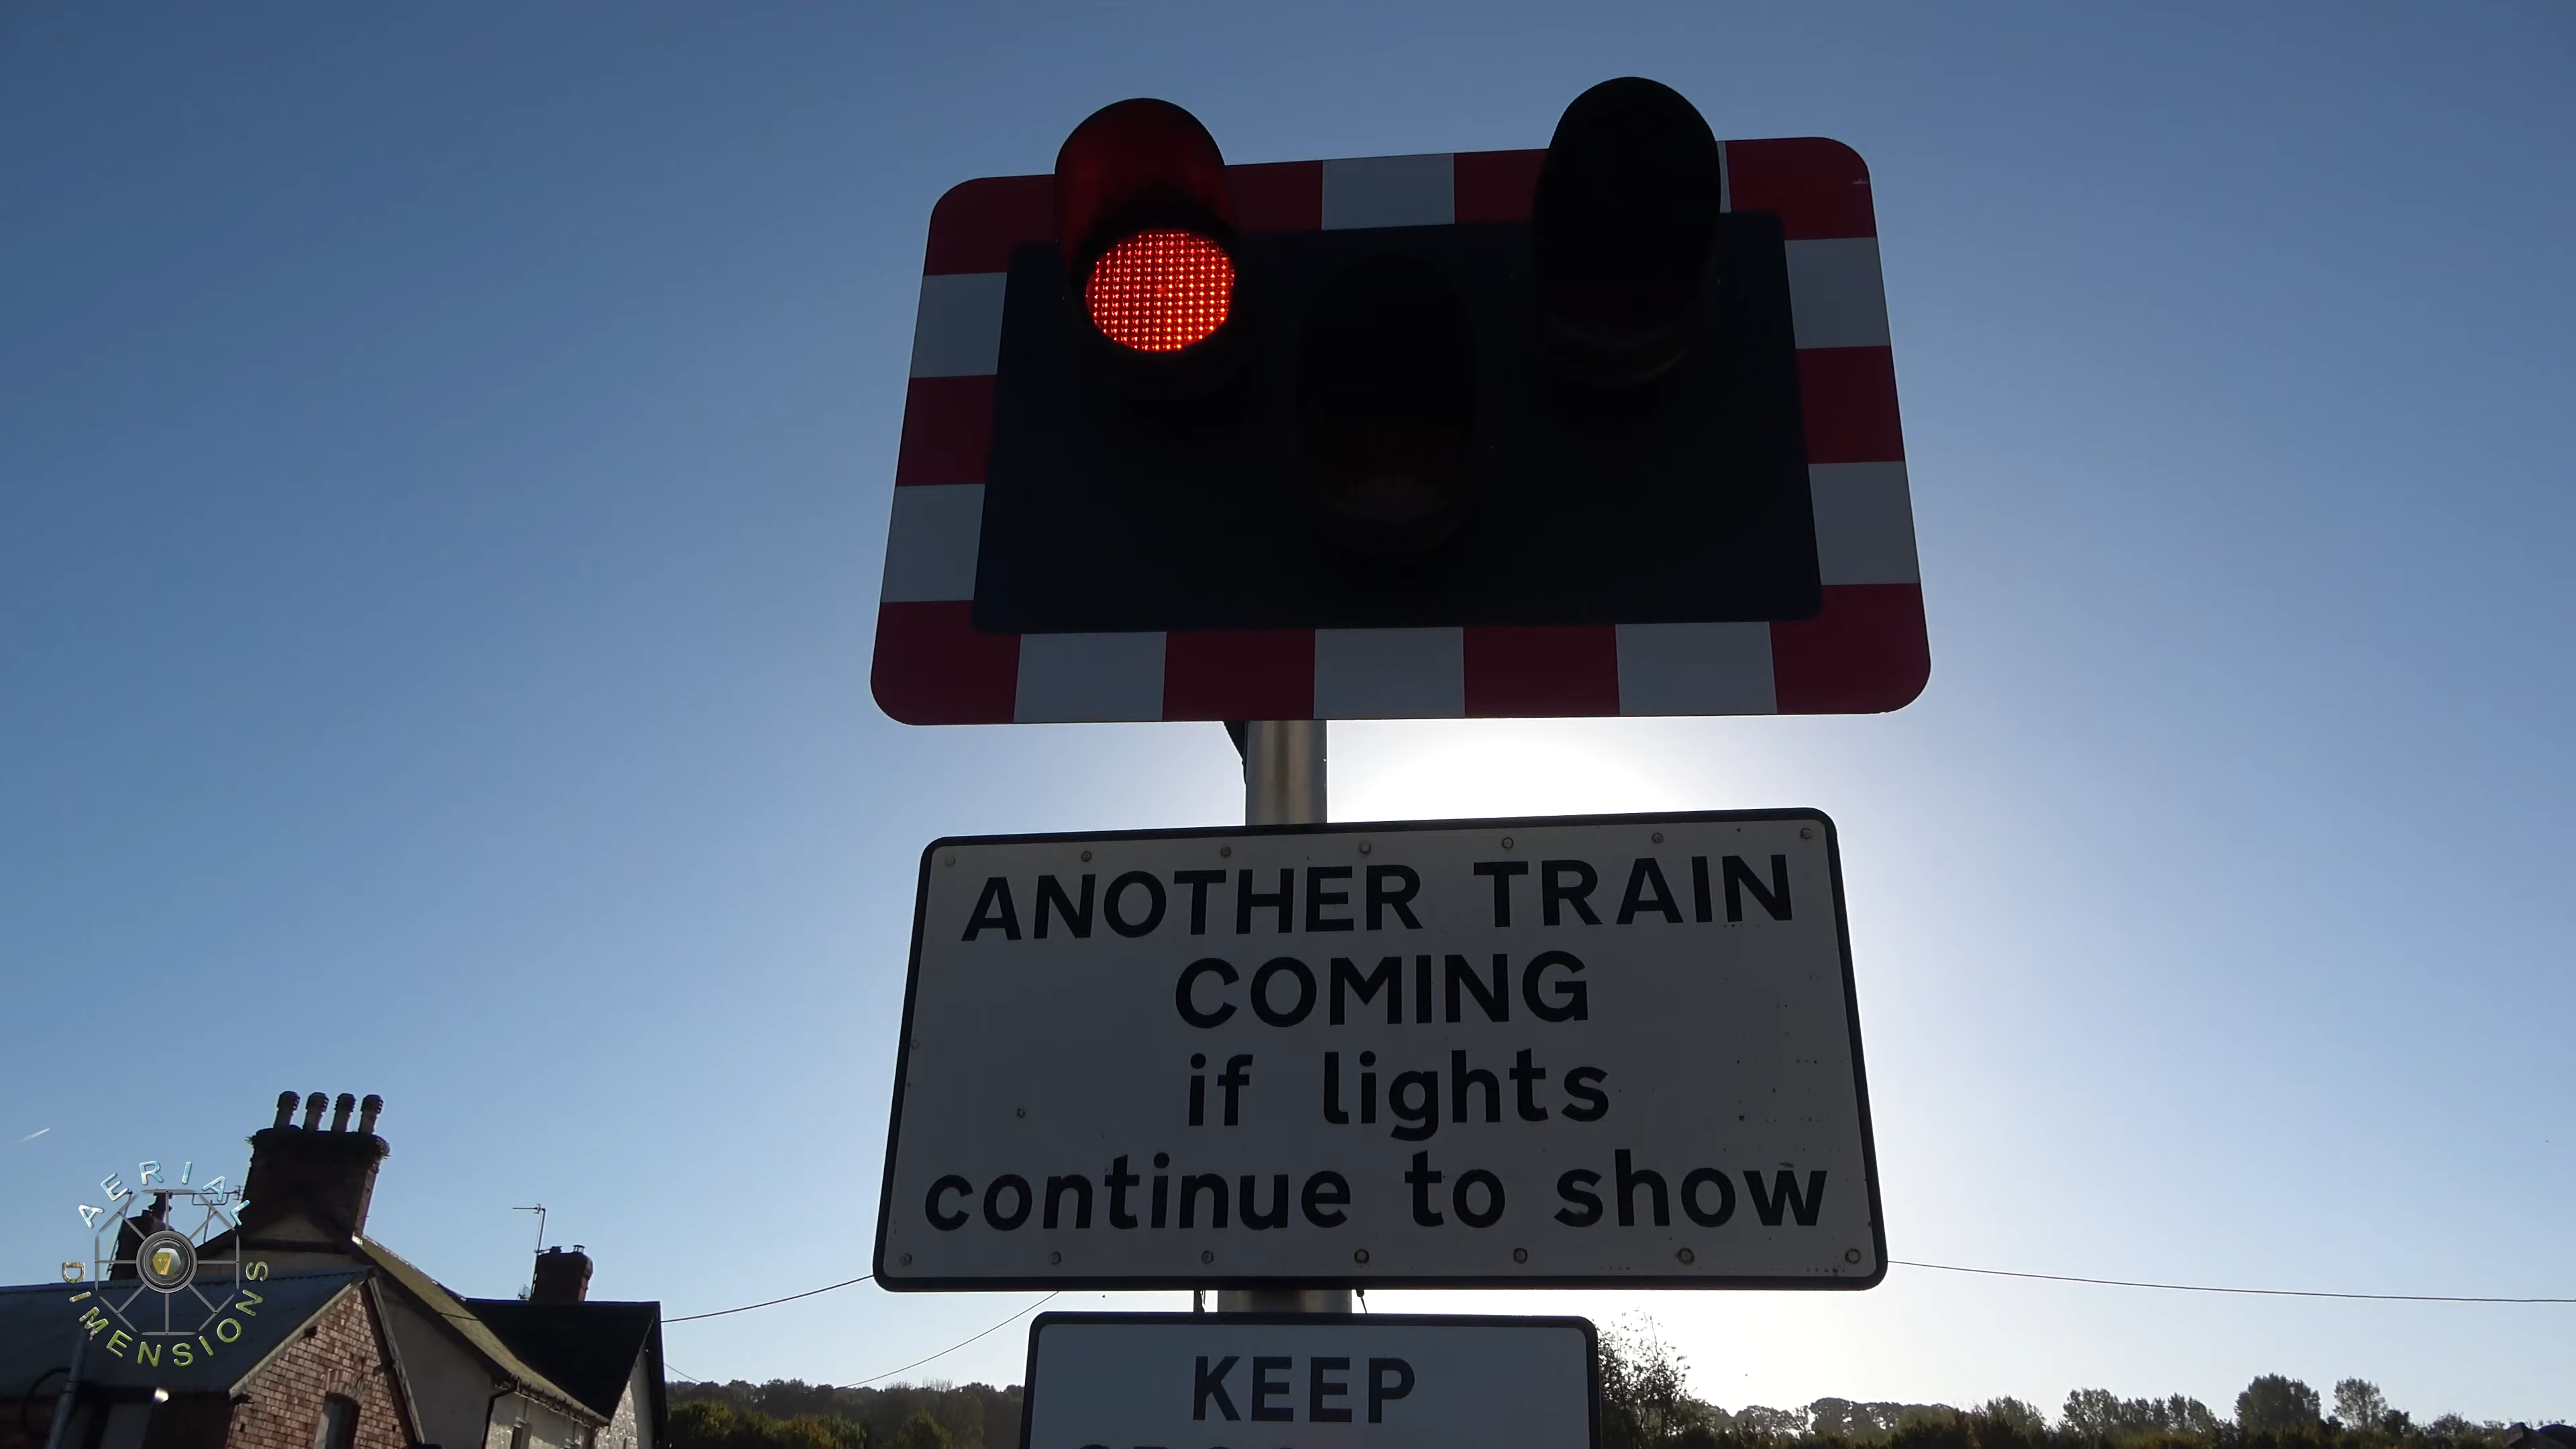 ANOTHER TRAIN
COMING
if lights
continue to show
KEEP
AERIAL
DIMENSIONS